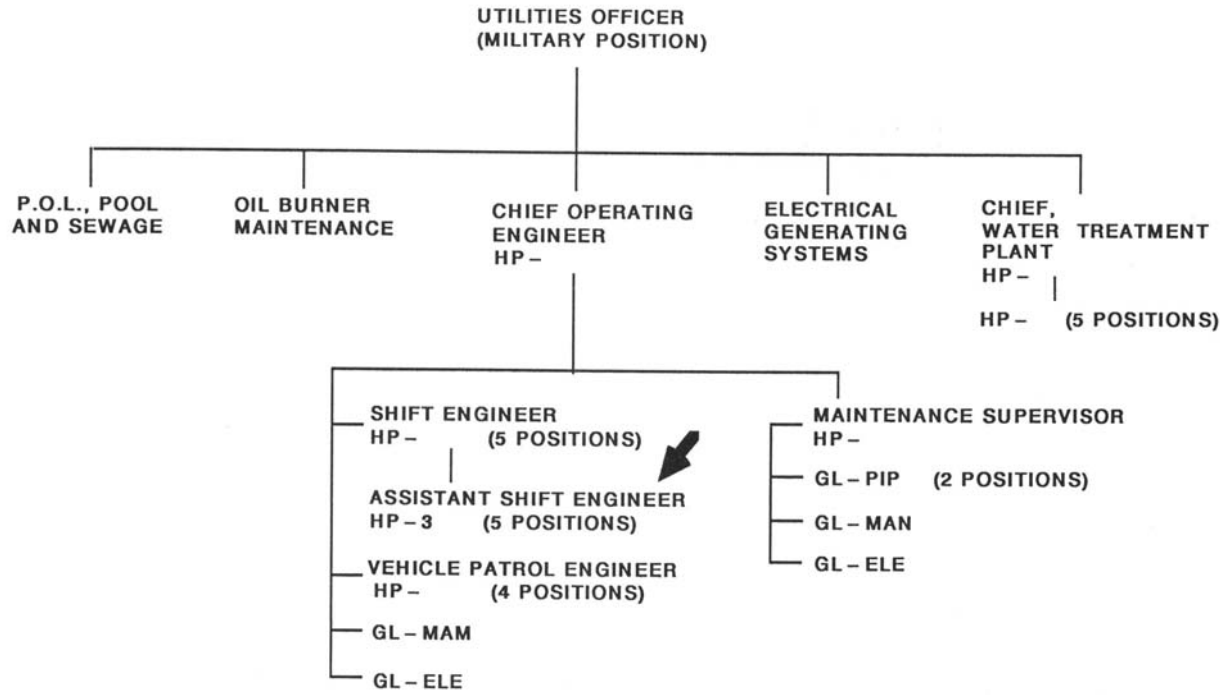 UTILITIES OFFICER
(MILITARY POSITION)
P.O.L., POOL
AND SEWAGE
OIL BURNER
MAINTENANCE
CHIEF OPERATING
ENGINEER
HP –
ELECTRICAL
GENERATING
SYSTEMS
CHIEF,
WATER TREATMENT
PLANT
HP –
HP – (5 POSITIONS)
SHIFT ENGINEER
HP – (5 POSITIONS)
ASSISTANT SHIFT ENGINEER
HP – 3 (5 POSITIONS)
VEHICLE PATROL ENGINEER
HP – (4 POSITIONS)
GL – MAM
GL – ELE
MAINTENANCE SUPERVISOR
HP –
GL – PIP (2 POSITIONS)
GL – MAN
GL – ELE